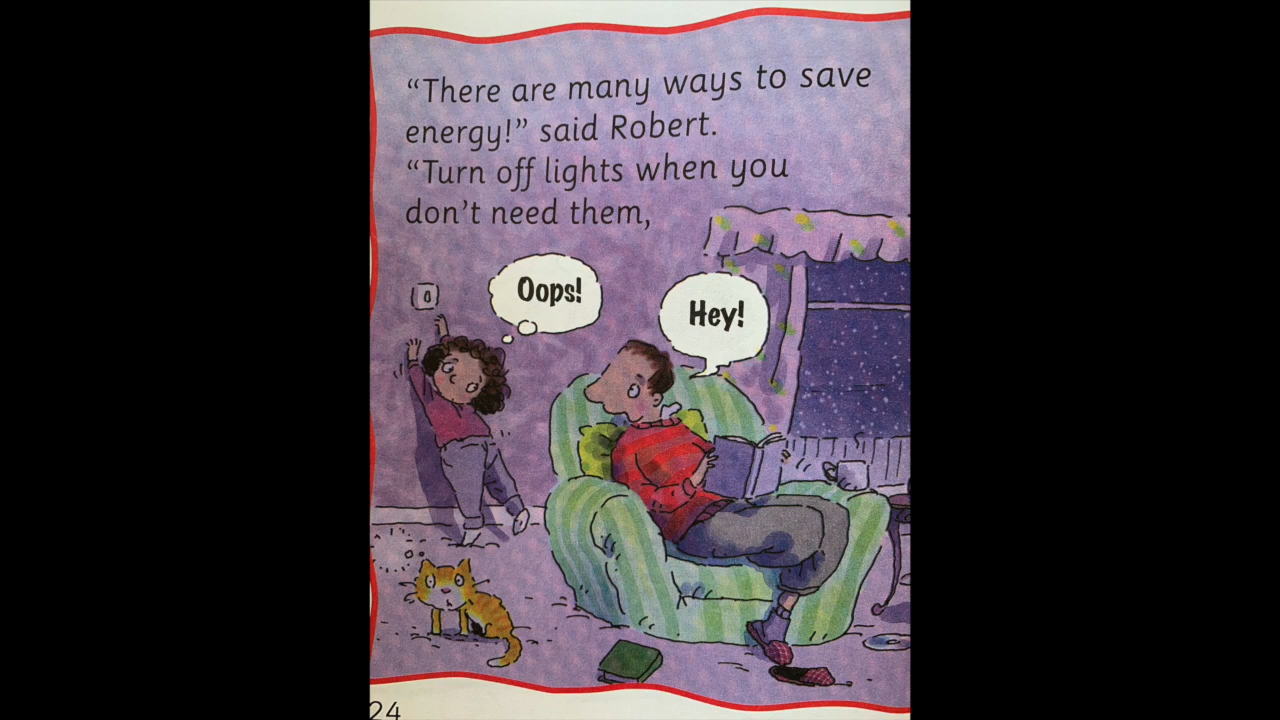 “There are many ways to save
energy!” said Robert.
“Turn off lights when you
don’t need them,
Oops!
Hey!
24